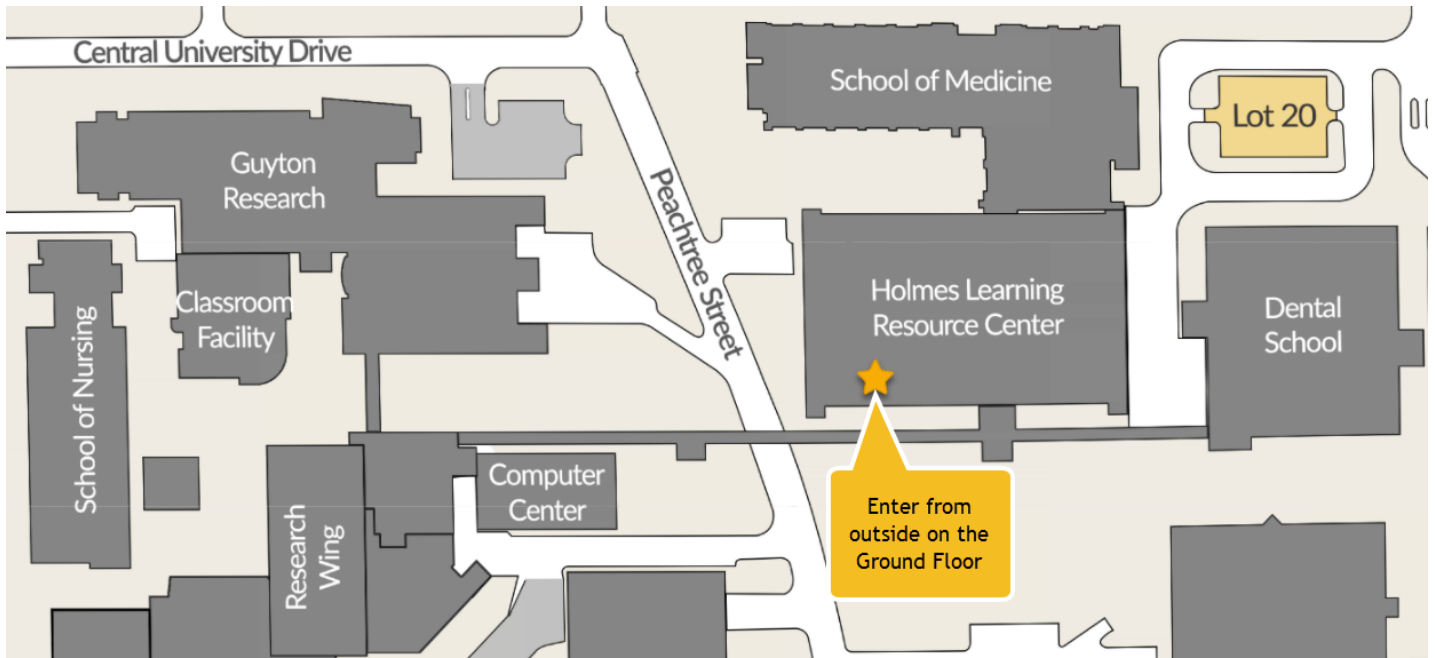 Central University Drive
School of Medicine
Lot 20
Guyton
Research
Peachtree Street
Classroom
Facility
School of Nursing
Holmes Learning
Resource Center
Dental
School
Computer
Center
Research
Wing
Enter from
outside on the
Ground Floor